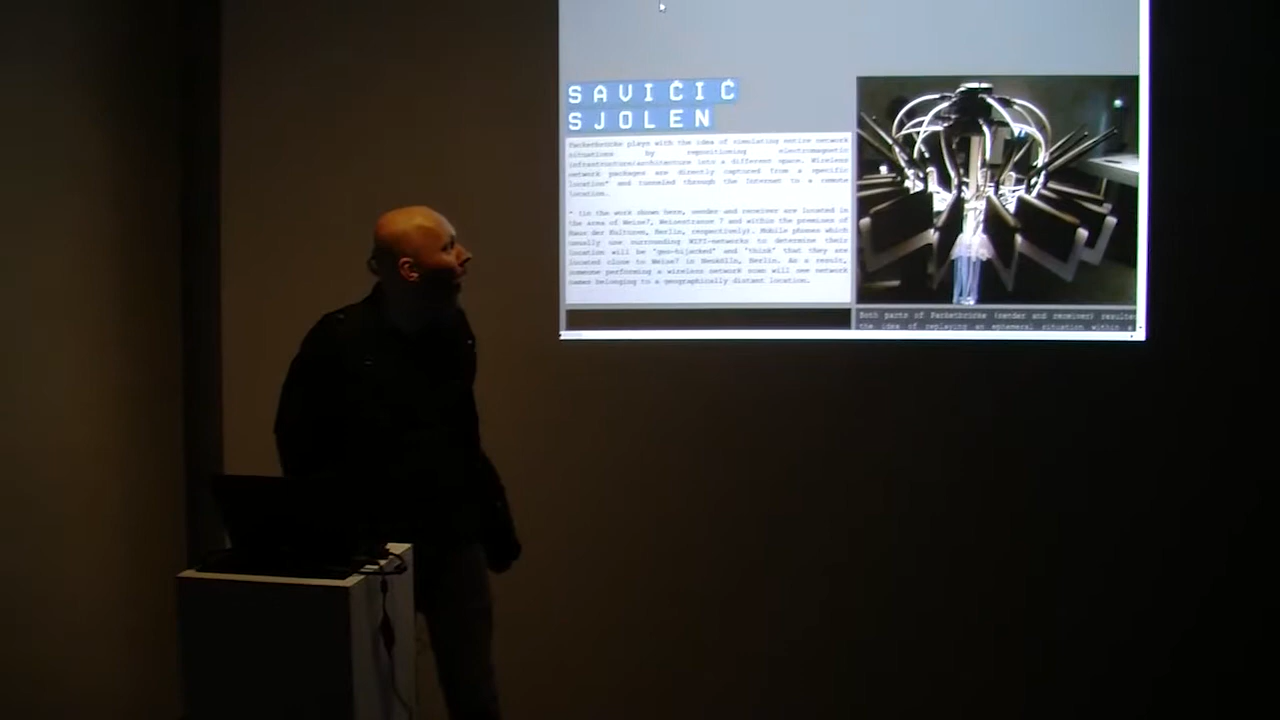 SAVIČIĆ
SJOLEN
Packetbrücke plays with the idea of simulating entire network
situations by repositioning electromagnetic
infrastructure/architecture into a different space. Wireless
network packages are directly captured from a specific
location* and tunneled through the Internet to a remote
location.
* (in the work shown here, sender and receiver are located in
the area of Weise7, Weisestrasse 7 and within the premises of
Haus der Kulturen, Berlin, respectively). Mobile phones which
usually use surrounding WIFI-networks to determine their
location will be 'geo-hijacked' and 'think' that they are
located close to Weise7 in Neukölln, Berlin. As a result,
someone performing a wireless network scan will see network
names belonging to a geographically distant location.
Both parts of Packetbrücke (sender and receiver) resulted
the idea of replaying an ephemeral situation within a